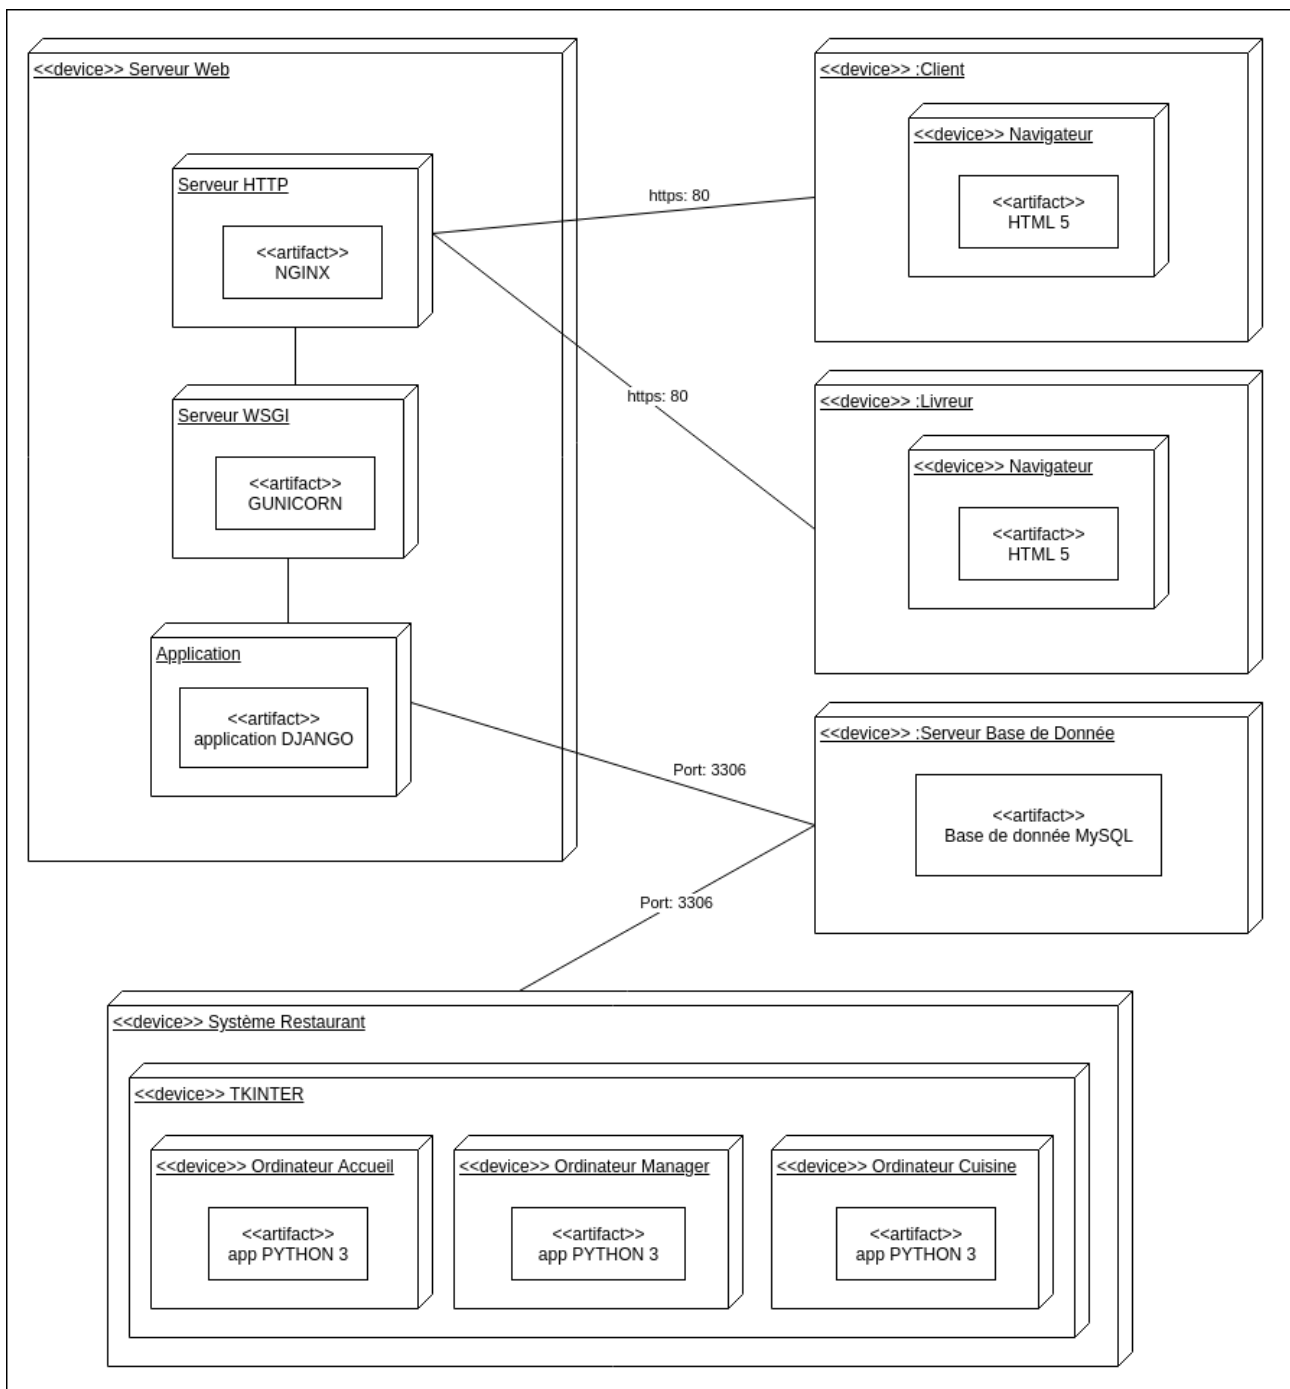 <<device>> Serveur Web
Serveur HTTP
<<artifact>>
NGINX
Serveur WSGI
<<artifact>>
GUNICORN
Application
<<artifact>>
application DJANGO
https: 80
https: 80
Port: 3306
Port: 3306
<<device>> :Client
<<device>> Navigateur
<<artifact>>
HTML 5
<<device>> :Livreur
<<device>> Navigateur
<<artifact>>
HTML 5
<<device>> :Serveur Base de Donnée
<<artifact>>
Base de donnée MySQL
<<device>> Système Restaurant
<<device>> TKINTER
<<device>> Ordinateur Accueil
<<artifact>>
app PYTHON 3
<<device>> Ordinateur Manager
<<artifact>>
app PYTHON 3
<<device>> Ordinateur Cuisine
<<artifact>>
app PYTHON 3